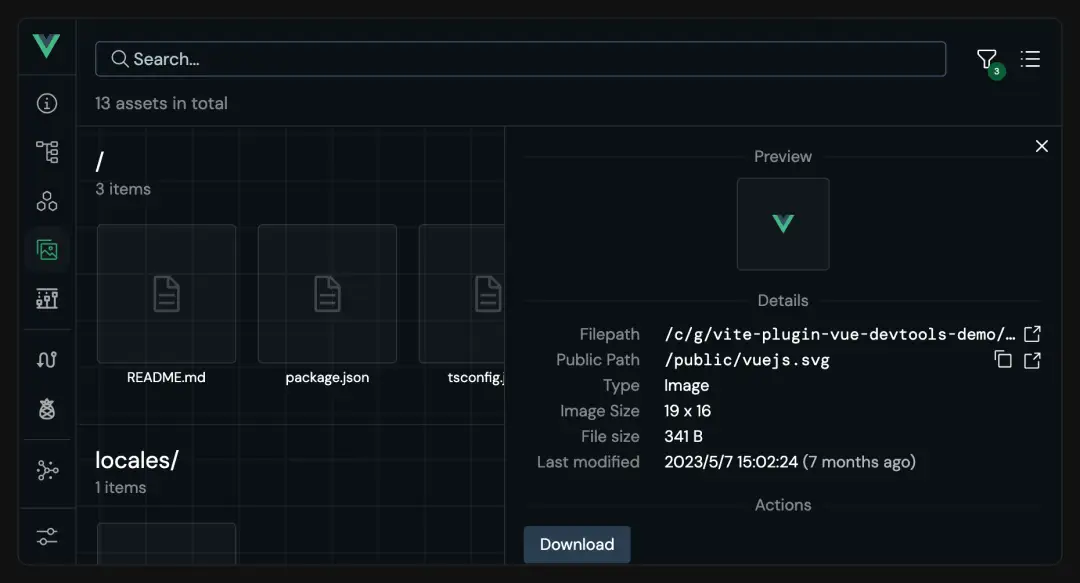 Search...
3
13 assets in total
/
3 items
README.md
package.json
tsconfig.j
locales/
1 items
Preview
Details
Filepath /c/g/vite-plugin-vue-devtools-demo/…
Public Path /public/vuejs.svg
Type Image
Image Size 19 x 16
File size 341 B
Last modified 2023/5/7 15:02:24 (7 months ago)
Actions
Download